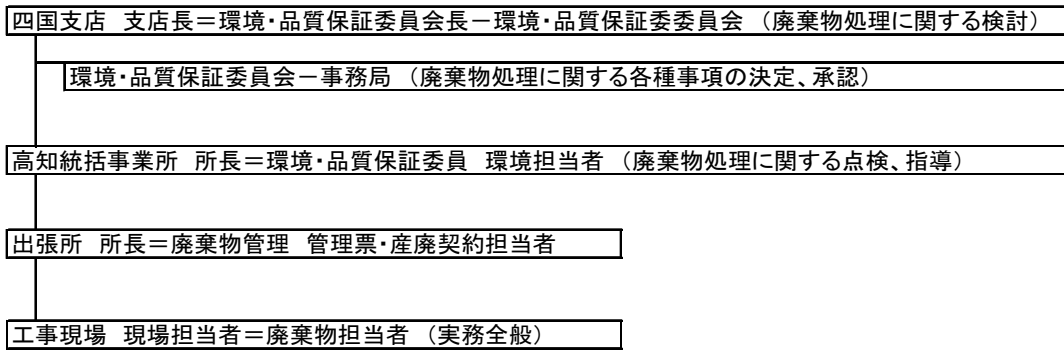 四国支店　支店長＝環境・品質保証委員会長－環境・品質保証委委員会　（廃棄物処理に関する検討）
環境・品質保証委員会－事務局　（廃棄物処理に関する各種事項の決定、承認）
高知統括事業所　所長＝環境・品質保証委員　環境担当者　（廃棄物処理に関する点検、指導）
出張所　所長＝廃棄物管理　管理票・産廃契約担当者
工事現場　現場担当者＝廃棄物担当者　（実務全般）